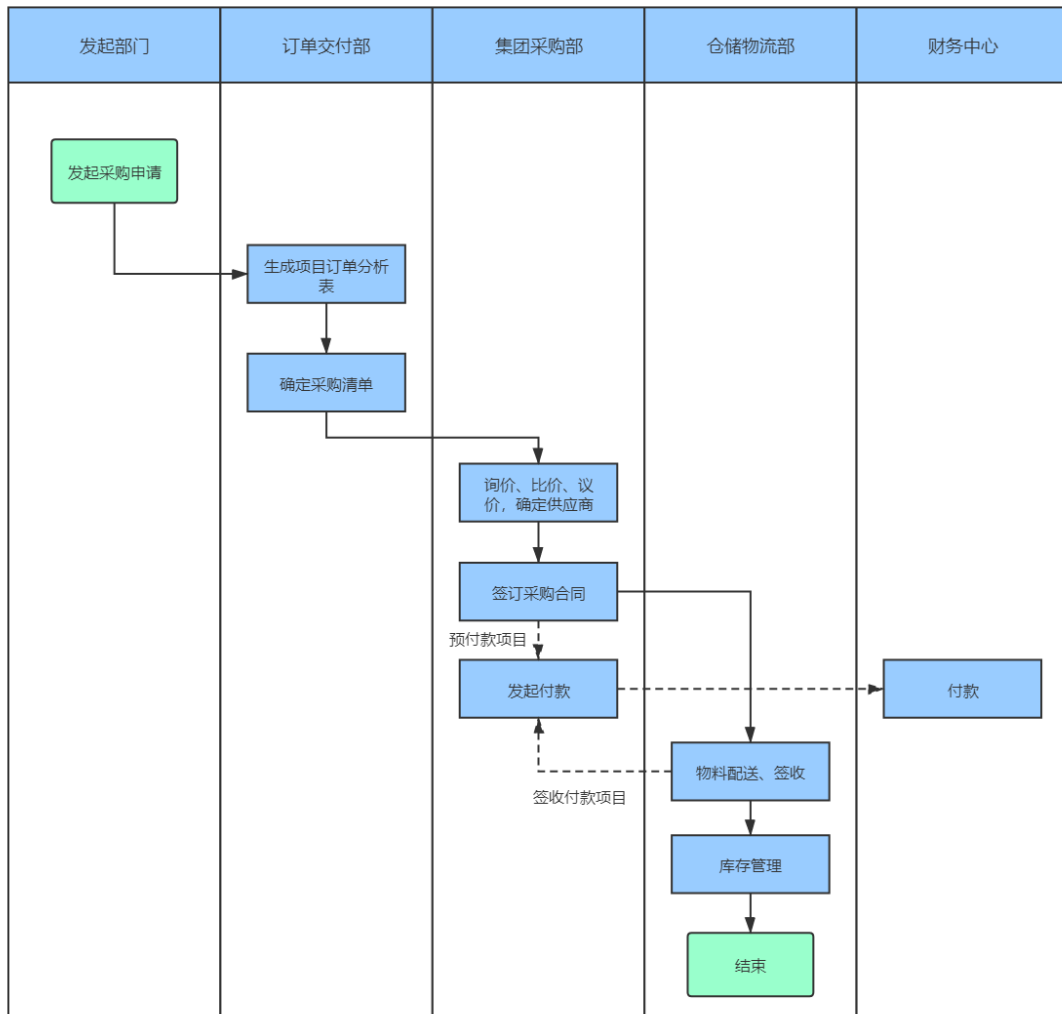 发起部门
订单交付部
集团采购部
仓储物流部
财务中心
发起采购申请
生成项目订单分析
表
确定采购清单
询价、比价、议
价，确定供应商
签订采购合同
预付款项目
发起付款
付款
物料配送、签收
签收付款项目
库存管理
结束